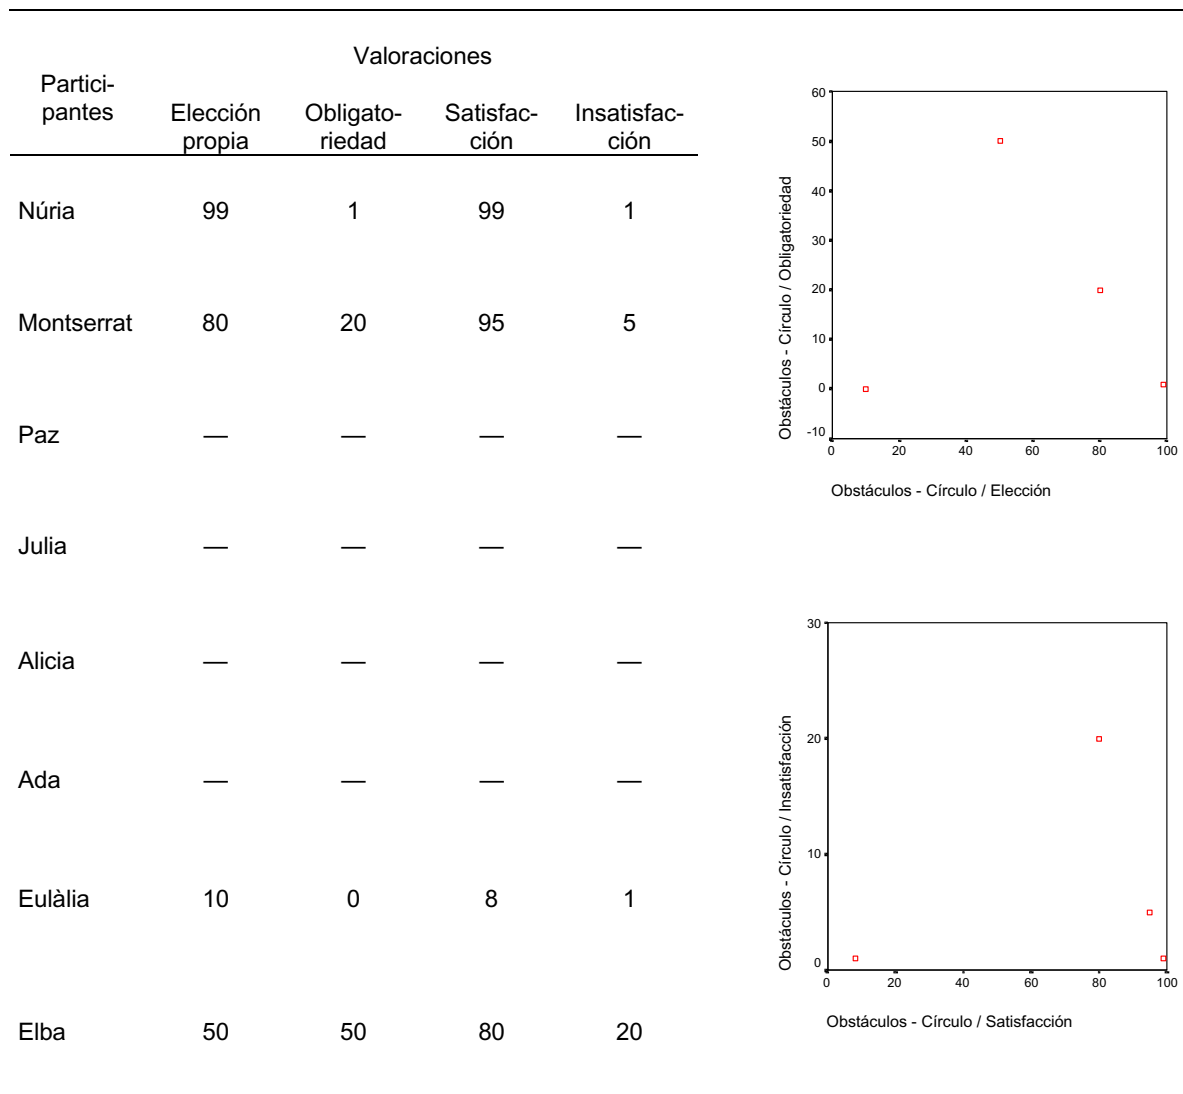 Valoraciones
Partici-
pantes
Elección
propia
Obligato-
riedad
Satisfac-
ción
Insatisfac-
ción
Núria 99 1 99 1
Montserrat 80 20 95 5
Paz — — — —
Julia — — — —
Alicia — — — —
Ada — — — —
Eulàlia 10 0 8 1
Elba 50 50 80 20
Obstáculos - Círculo / Obligatoriedad
60
50
40
30
20
10
0
-10
0 20 40 60 80 100
Obstáculos - Círculo / Elección
Obstáculos - Círculo / Insatisfacción
30
20
10
0
0 20 40 60 80 100
Obstáculos - Círculo / Satisfacción